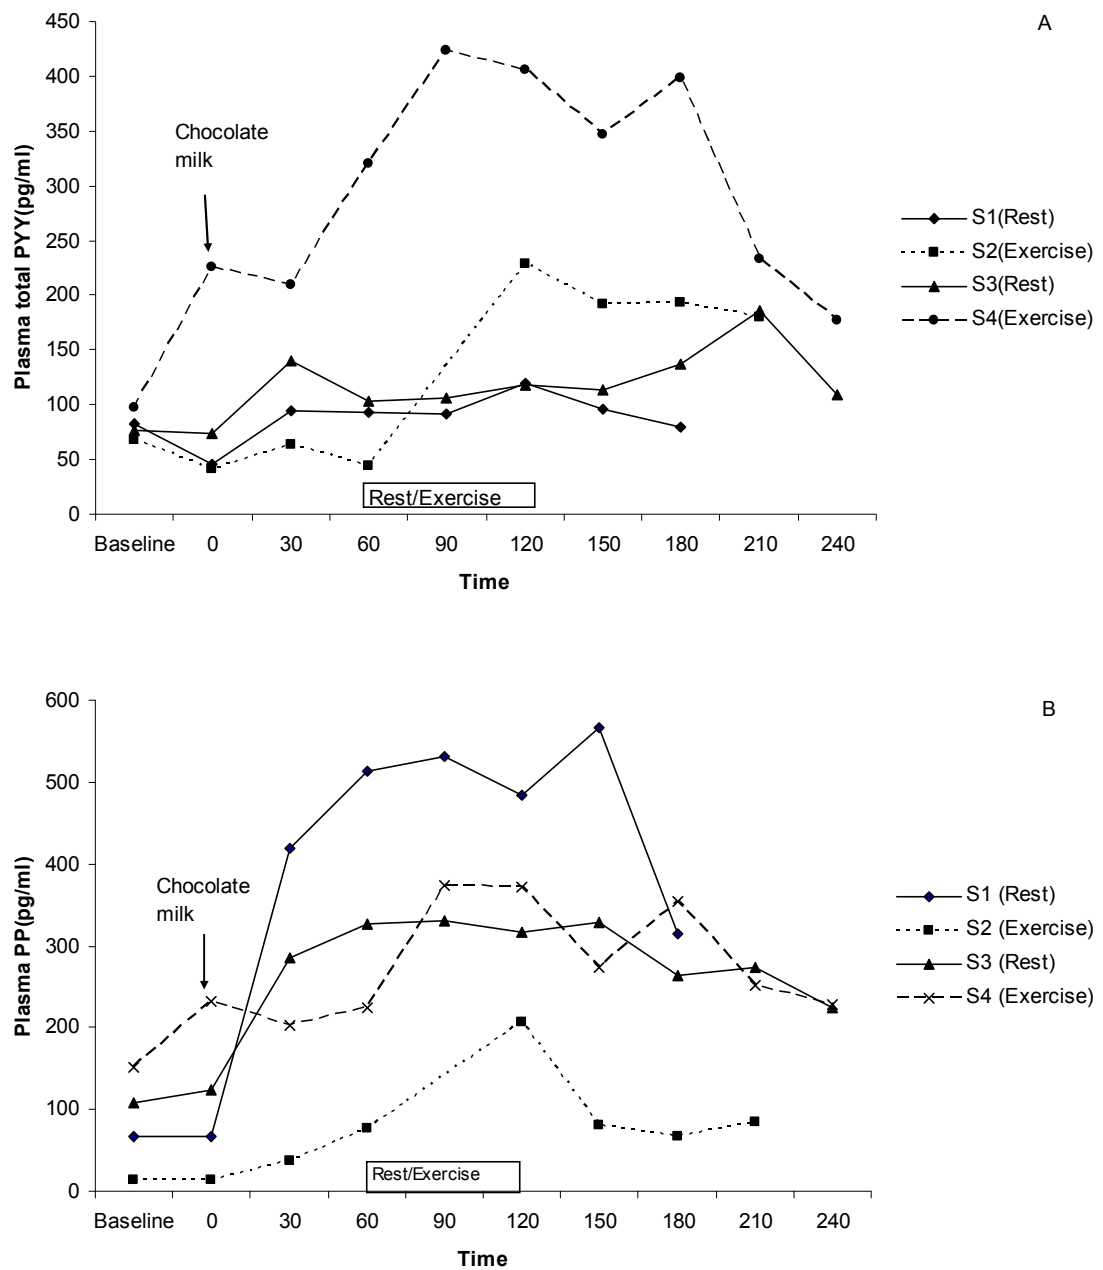 A
450
400
350
300
250
200
150
100
50
0
Plasma total PYY(pg/ml)
Chocolate
milk
Rest/Exercise
Baseline 0 30 60 90 120 150 180 210 240
Time
S1(Rest)
S2(Exercise)
S3(Rest)
S4(Exercise)
B
600
500
400
300
200
100
0
Plasma PP(pg/ml)
Chocolate
milk
Rest/Exercise
Baseline 0 30 60 90 120 150 180 210 240
Time
S1 (Rest)
S2 (Exercise)
S3 (Rest)
S4 (Exercise)